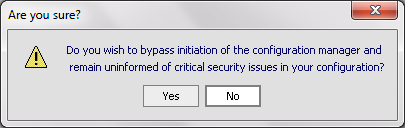 Are you sure?
Do you wish to bypass initiation of the configuration manager and
remain uninformed of critical security issues in your configuration?
Yes
No